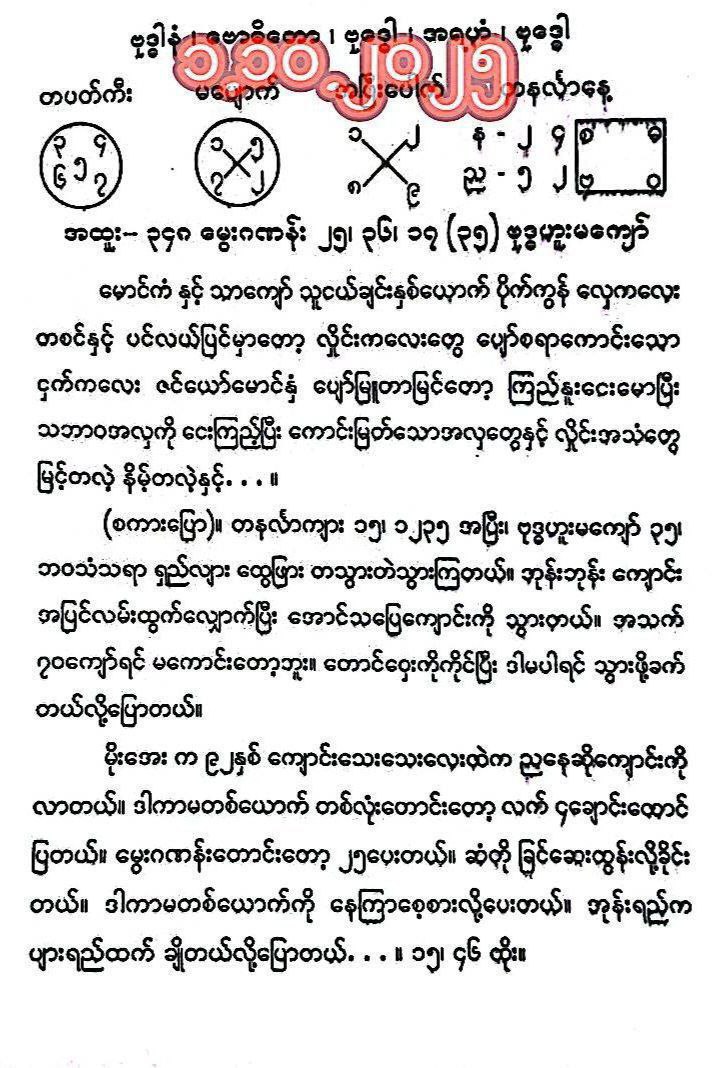 ဗုဒ္ဓါနံ၊ ဗောဓိတော၊ ဗုဒ္ဓေါ၊ အရဟံ၊ ဗုဒ္ဓေါ
၁.၁၀.၂၀၂၅
တပတ်ကီး မပျောက် အပြီးပေါက် တနင်္လာနေ့
၃ ၄ ၁ ၅ ၁ ၂ န - ၂ ၄ စ ဓ
၅
၆ ၇ ၇ ၂ ၈ ၉ ည - ၅ ၂ ဗ ဝ
အထူး- ၃၄၈ မွေးဂဏန်း ၂၅၊ ၃၆၊ ၁၇ (၃၅) ဗုဒ္ဓဟူးမကျော်
မောင်ကံ နှင့် သာကျော် သူငယ်ချင်းနှစ်ယောက် ပိုက်ကွန် လှေကလေး
တစင်နှင့် ပင်လယ်ပြင်မှာတော့ လှိုင်းကလေးတွေ ပျော်စရာကောင်းသော
ငှက်ကလေး ဇင်ယော်မောင်နှံ ပျော်မြူတာမြင်တော့ ကြည်နူးငေးမောပြီး
သဘာဝအလှကို ငေးကြည့်ပြီး ကောင်းမြတ်သောအလှတွေနှင့် လှိုင်းအသံတွေ
မြင့်တလှဲ့ နိမ့်တလှဲ့နှင့်. . . ။
(စကားပြော)။ တနင်္လာကျား ၁၅၊ ၁၂၃၅ အပြီး၊ ဗုဒ္ဓဟူးမကျော် ၃၅၊
ဘဝသံသရာ ရှည်လျား ထွေဖြား တသွားတဲသွားကြတယ်။ ဘုန်းဘုန်း ကျောင်း
အပြင်လမ်းထွက်လျှောက်ပြီး အောင်သပြေကျောင်းကို သွားတယ်။ အသက်
၇၀ကျော်ရင် မကောင်းတော့ဘူး။ တောင်ဝှေးကိုကိုင်ပြီး ဒါမပါရင် သွားဖို့ခက်
တယ်လို့ပြောတယ်။
မိုးအေး က ၉၂နှစ် ကျောင်းသေးသေးလေးထဲက ညနေဆိုကျောင်းကို
လာတယ်။ ဒါကာမတစ်ယောက် တစ်လုံးတောင်းတော့ လက် ၄ချောင်းထောင်
ပြတယ်။ မွေးဂဏန်းတောင်းတော့ ၂၅ပေးတယ်။ ဆံတို ခြင်ဆေးထွန်းလို့ခိုင်း
တယ်။ ဒါကာမတစ်ယောက်ကို နေကြာစေ့စားလို့ပေးတယ်။ အုန်းရည်က
ပျားရည်ထက် ချိုတယ်လို့ပြောတယ်. . . ။ ၁၅၊ ၄၆ ထိုး။